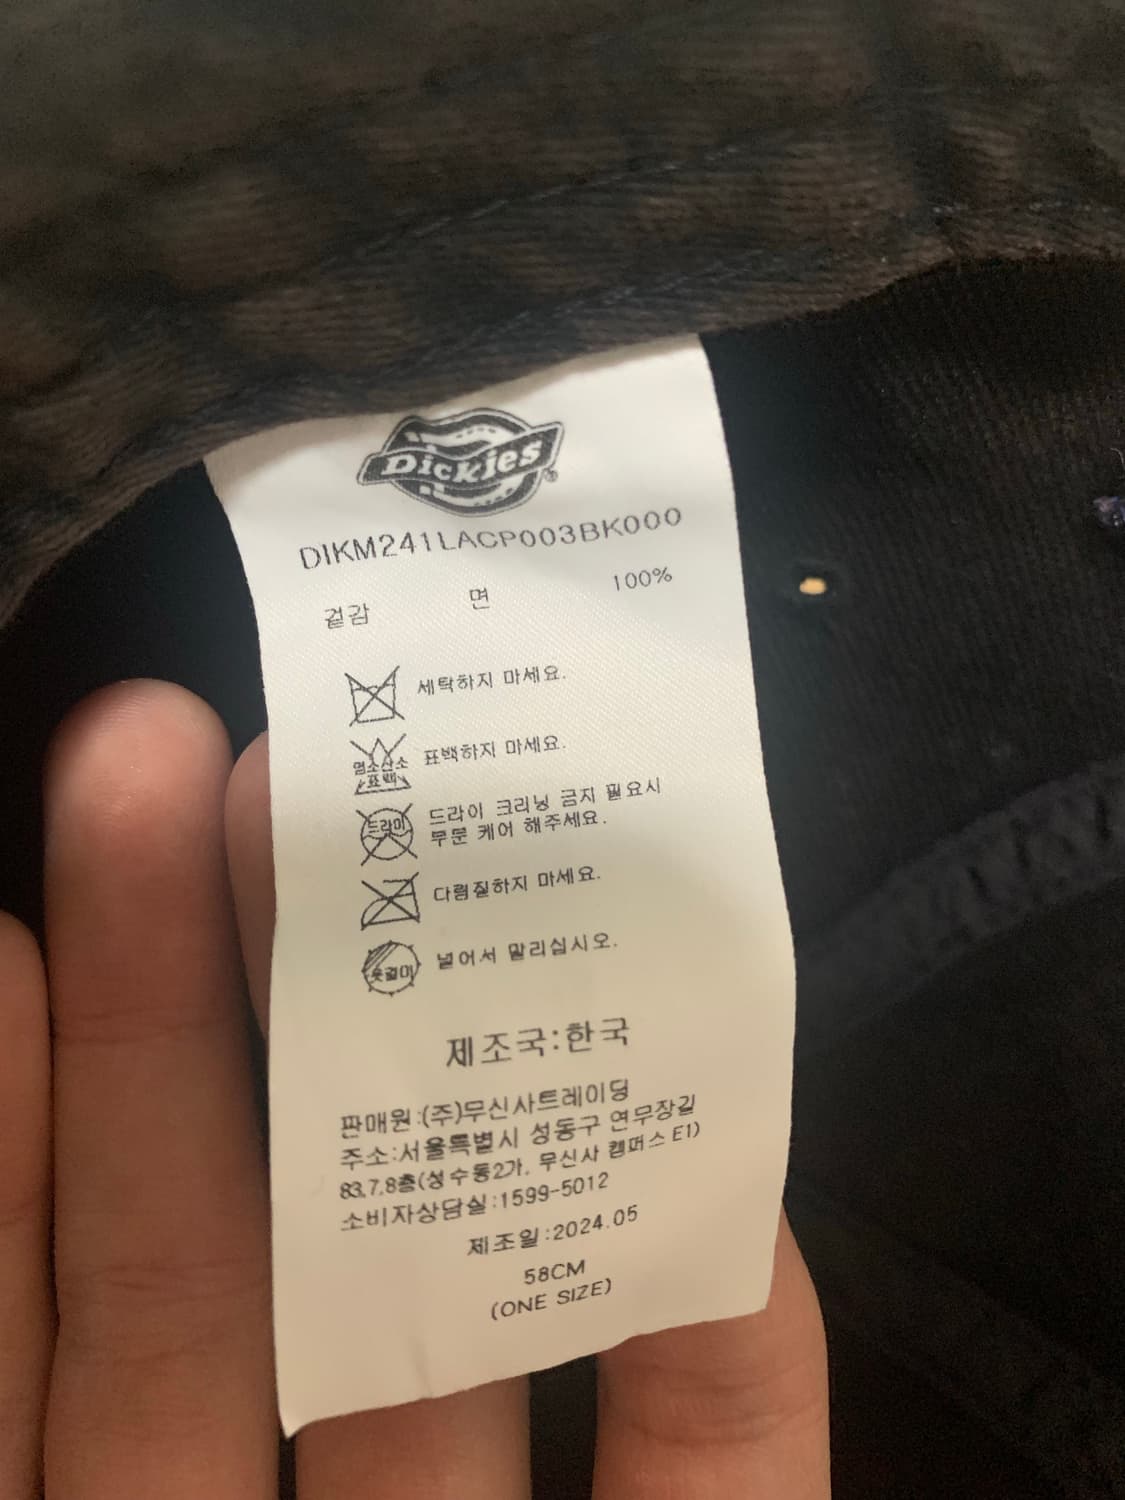 Dickies®
DIKM241LACP003BK000
겉감 면 100%
세탁하지 마세요.
염소산소
표백
표백하지 마세요.
드라이
드라이 크리닝 금지 필요시
부분 케어 해주세요.
다림질하지 마세요.
옷걸이
널어서 말리십시오.
제조국:한국
판매원:(주)무신사트레이딩
주소:서울특별시 성동구 연무장길
83,7,8층(성수동2가, 무신사 캠퍼스 E1)
소비자상담실:1599-5012
제조일:2024.05
58CM
(ONE SIZE)